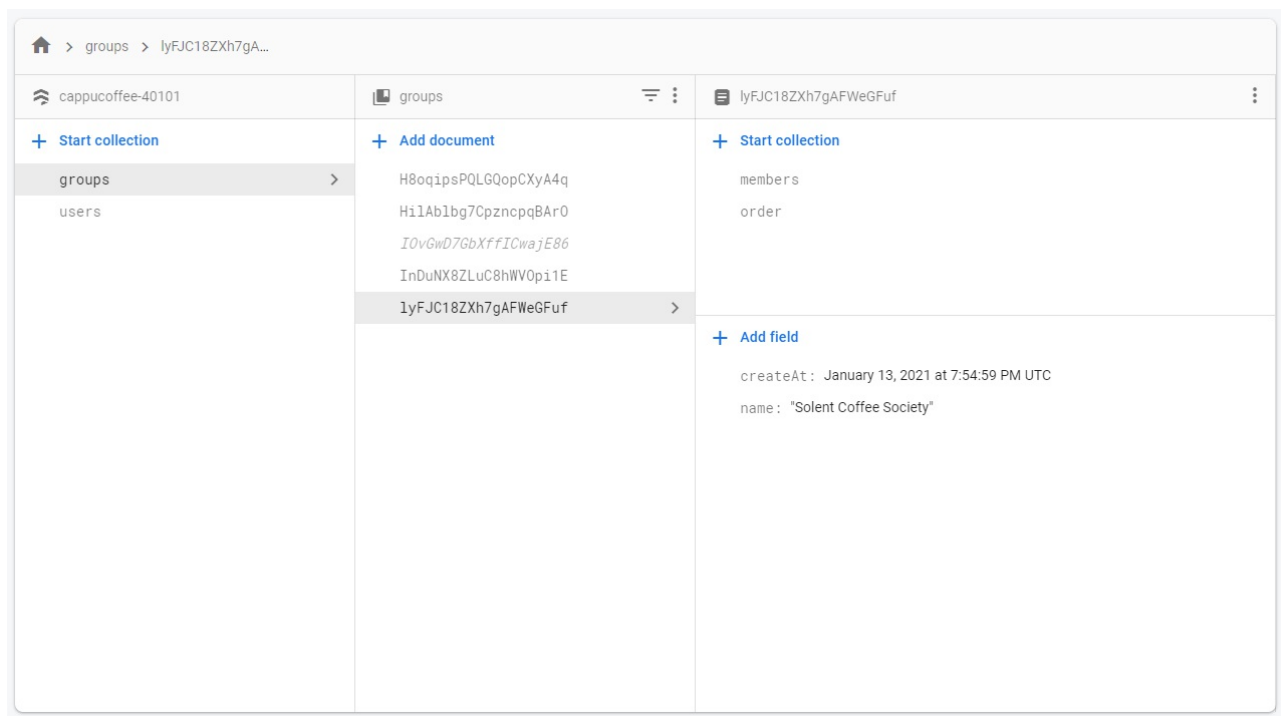 groups > lyFJC18ZXh7gA...
cappucoffee-40101
groups
lyFJC18ZXh7gAFWeGFuf
+ Start collection
+ Add document
+ Start collection
groups
users
H8oqipsPQLGQopCXyA4q
HilAblbg7CpzncpqBArO
IOvGwD7GbXffICwajE86
InDuNX8ZLuC8hWVOpi1E
lyFJC18ZXh7gAFWeGFuf
members
order
+ Add field
createAt: January 13, 2021 at 7:54:59 PM UTC
name: "Solent Coffee Society"